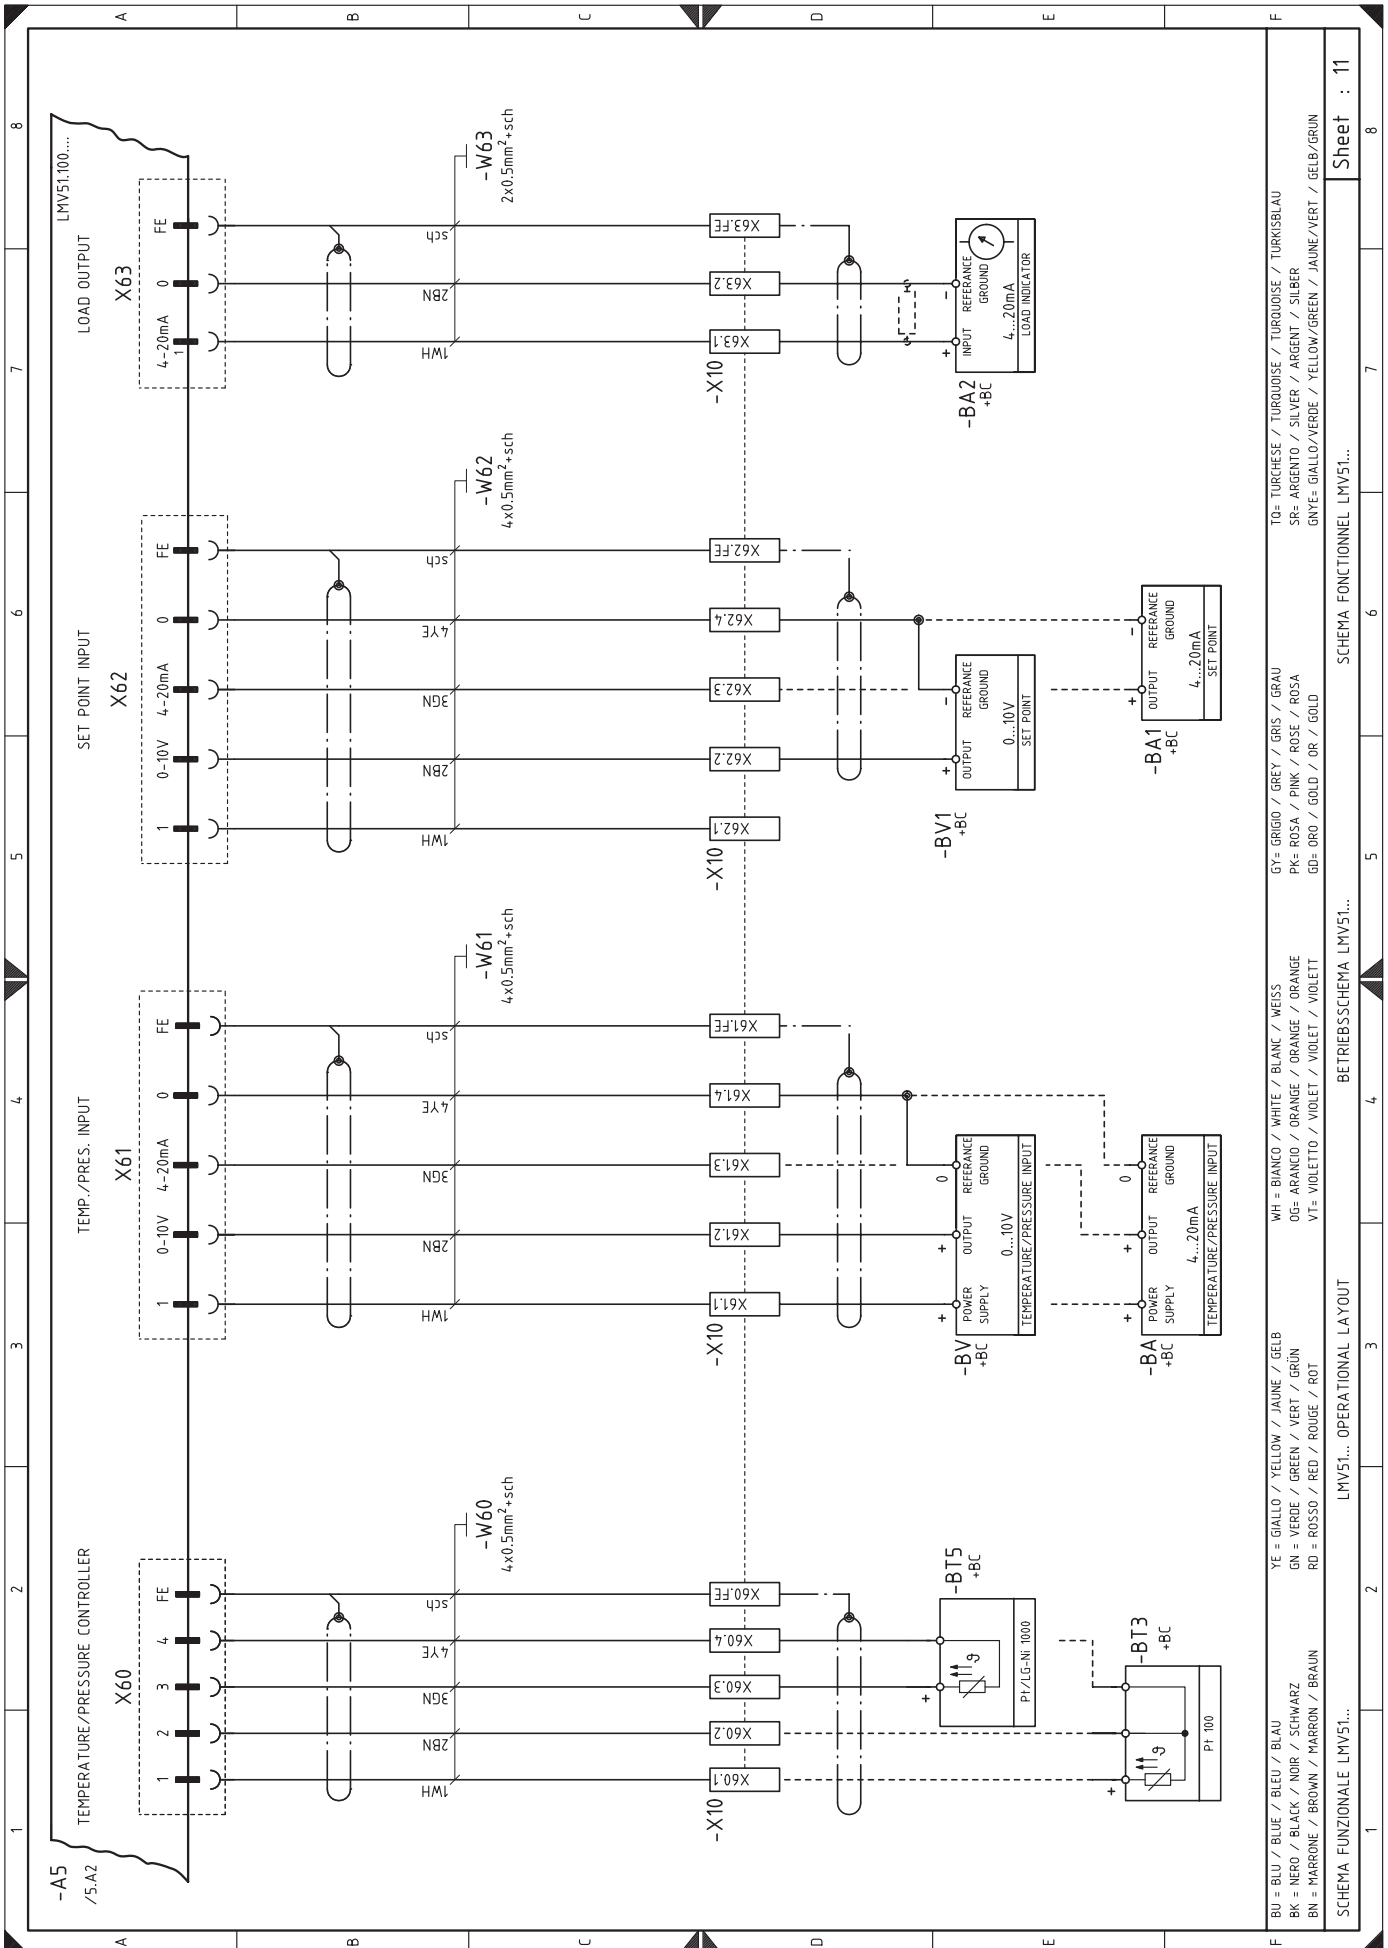 1 2 3 4 5 6 7 8
A B C D E F
-A5
/5.A2
LMV51.100....
TEMPERATURE/PRESSURE CONTROLLER
X60
1 2 3 4 FE
TEMP./PRES. INPUT
X61
1 0-10V 4-20mA 0 FE
SET POINT INPUT
X62
1 0-10V 4-20mA 0 FE
LOAD OUTPUT
X63
4-20mA 0 FE
1
1WH 2BN 3GN 4YE sch
-W60
4x0.5mm²+sch
1WH 2BN 3GN 4YE sch
-W61
4x0.5mm²+sch
1WH 2BN 3GN 4YE sch
-W62
4x0.5mm²+sch
1WH 2BN sch
-W63
2x0.5mm²+sch
-X10
X60.1 X60.2 X60.3 X60.4 X60.FE
-X10
X61.1 X61.2 X61.3 X61.4 X61.FE
-X10
X62.1 X62.2 X62.3 X62.4 X62.FE
-X10
X63.1 X63.2 X63.FE
-BT5
+BC
+
ϑ
Pt/LG-Ni 1000
-BT3
+BC
+
ϑ
Pt 100
-BV
+BC
+ + 0
POWER SUPPLY
OUTPUT
REFERANCE GROUND
0...10V
TEMPERATURE/PRESSURE INPUT
-BA
+BC
+ + 0
POWER SUPPLY
OUTPUT
REFERANCE GROUND
4...20mA
TEMPERATURE/PRESSURE INPUT
-BV1
+BC
+ -
OUTPUT
REFERANCE GROUND
0...10V
SET POINT
-BA1
+BC
+ -
OUTPUT
REFERANCE GROUND
4...20mA
SET POINT
-BA2
+BC
+ -
INPUT
REFERANCE GROUND
4...20mA
LOAD INDICATOR
BU = BLU / BLUE / BLEU / BLAU
BK = NERO / BLACK / NOIR / SCHWARZ
BN = MARRONE / BROWN / MARRON / BRAUN
YE = GIALLO / YELLOW / JAUNE / GELB
GN = VERDE / GREEN / VERT / GRÜN
RD = ROSSO / RED / ROUGE / ROT
WH = BIANCO / WHITE / BLANC / WEISS
OG= ARANCIO / ORANGE / ORANGE / ORANGE
VT= VIOLETTO / VIOLET / VIOLET / VIOLETT
GY= GRIGIO / GREY / GRIS / GRAU
PK= ROSA / PINK / ROSE / ROSA
GD= ORO / GOLD / OR / GOLD
TQ= TURCHESE / TURQUOISE / TURQUOISE / TURKISBLAU
SR= ARGENTO / SILVER / ARGENT / SILBER
GNYE= GIALLO/VERDE / YELLOW/GREEN / JAUNE/VERT / GELB/GRUN
SCHEMA FUNZIONALE LMV51...
LMV51... OPERATIONAL LAYOUT
BETRIEBSSCHEMA LMV51...
SCHEMA FONCTIONNEL LMV51...
Sheet : 11
1 2 3 4 5 6 7 8
A B C D E F